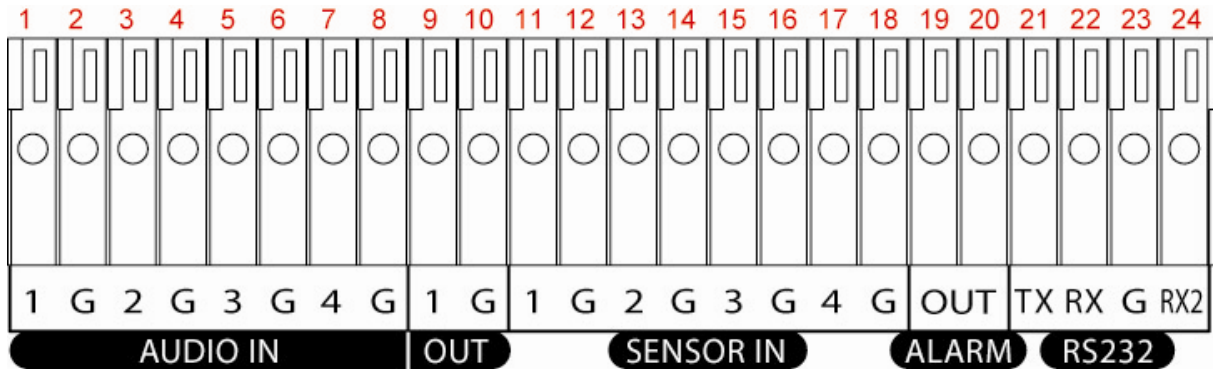 1 2 3 4 5 6 7 8 9 10 11 12 13 14 15 16 17 18 19 20 21 22 23 24
1 G 2 G 3 G 4 G 1 G 1 G 2 G 3 G 4 G OUT TX RX G RX2
AUDIO IN OUT SENSOR IN ALARM RS232